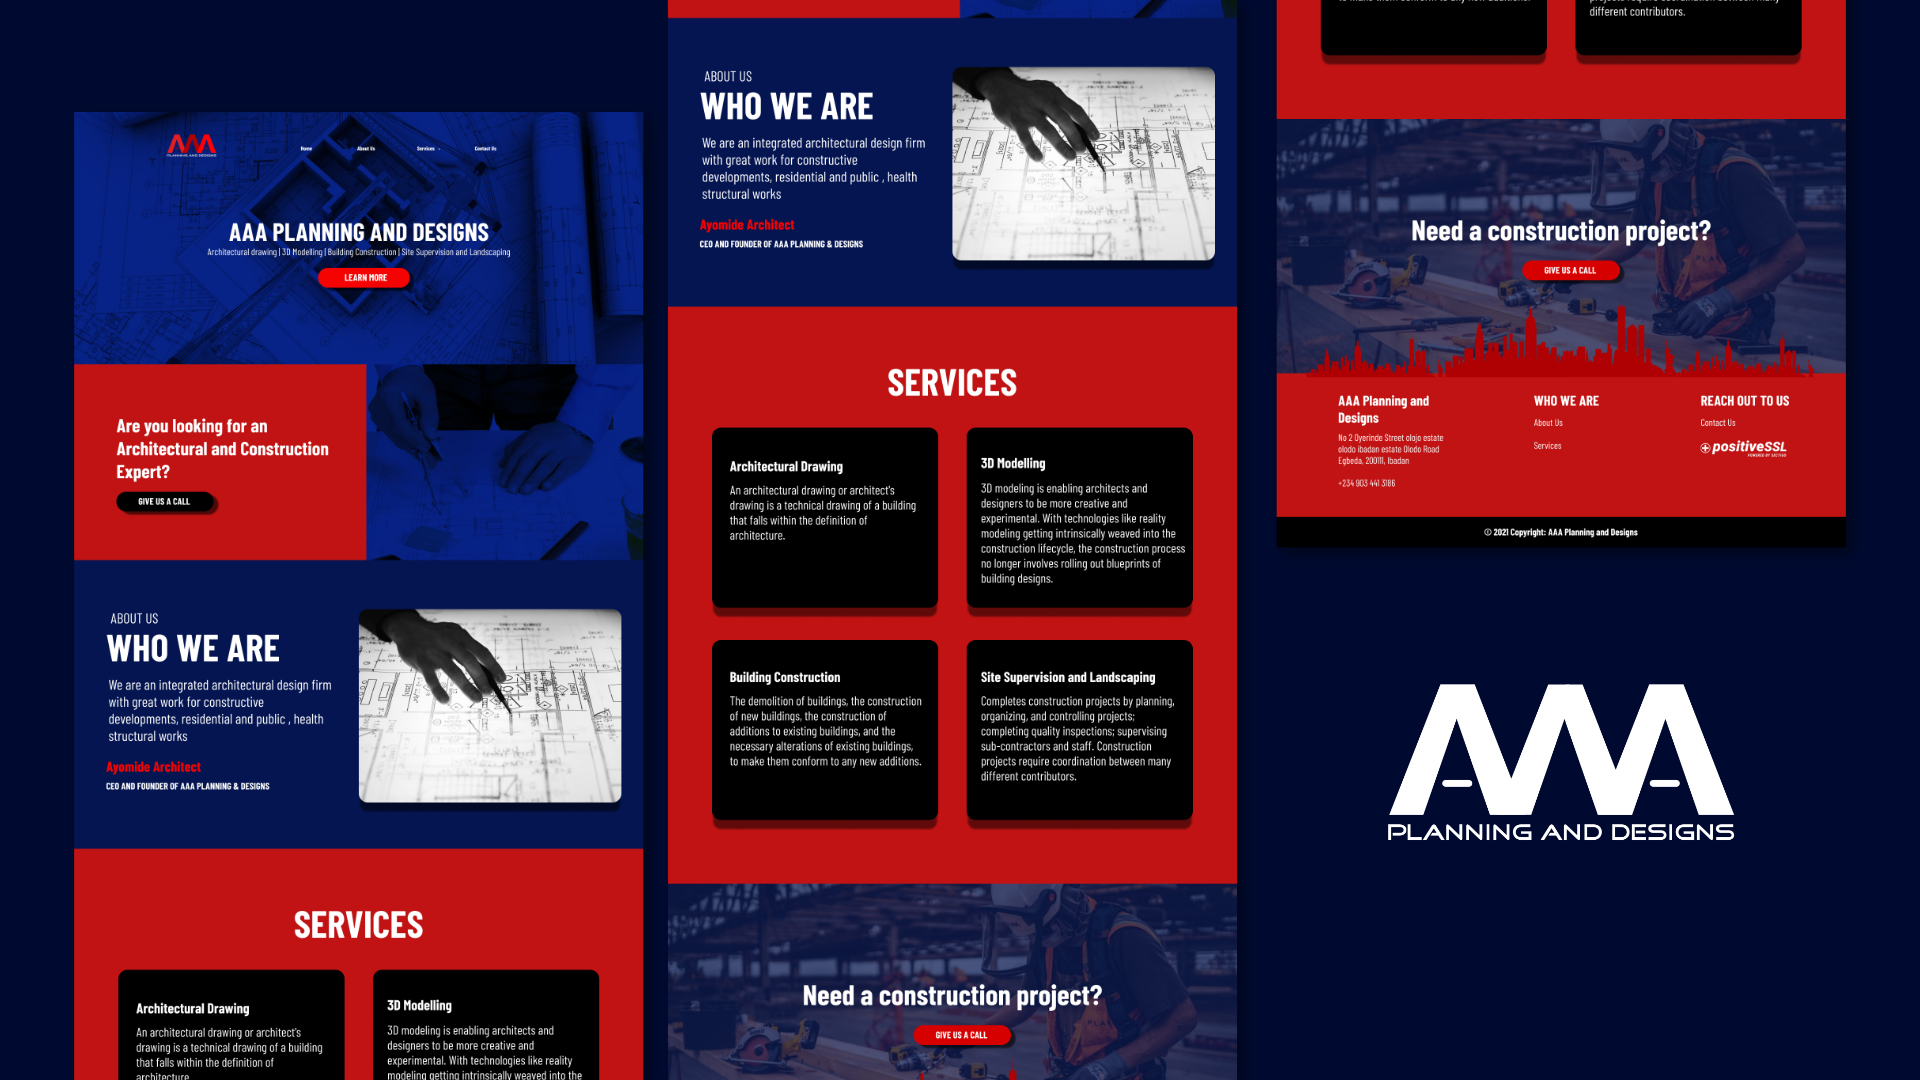 PLANNING AND DESIGNS
Home
About Us
Services
Contact Us
AAA PLANNING AND DESIGNS
Architectural drawing | 3D Modelling | Building Construction | Site Supervision and Landscaping
LEARN MORE
Are you looking for an
Architectural and Construction
Expert?
GIVE US A CALL
ABOUT US
WHO WE ARE
We are an integrated architectural design firm
with great work for constructive
developments, residential and public , health
structural works
Ayomide Architect
CEO AND FOUNDER OF AAA PLANNING & DESIGNS
SERVICES
Architectural Drawing
An architectural drawing or architect's
drawing is a technical drawing of a building
that falls within the definition of
architecture.
3D Modelling
3D modeling is enabling architects and
designers to be more creative and
experimental. With technologies like reality
modeling getting intrinsically weaved into the
ABOUT US
WHO WE ARE
We are an integrated architectural design firm
with great work for constructive
developments, residential and public , health
structural works
Ayomide Architect
CEO AND FOUNDER OF AAA PLANNING & DESIGNS
SERVICES
Architectural Drawing
An architectural drawing or architect's
drawing is a technical drawing of a building
that falls within the definition of
architecture.
3D Modelling
3D modeling is enabling architects and
designers to be more creative and
experimental. With technologies like reality
modeling getting intrinsically weaved into the
construction lifecycle, the construction process
no longer involves rolling out blueprints of
building designs.
Building Construction
The demolition of buildings, the construction
of new buildings, the construction of
additions to existing buildings, and the
necessary alterations of existing buildings,
to make them conform to any new additions.
Site Supervision and Landscaping
Completes construction projects by planning,
organizing, and controlling projects;
completing quality inspections; supervising
sub-contractors and staff. Construction
projects require coordination between many
different contributors.
Need a construction project?
GIVE US A CALL
to make them conform to any new additions.
projects require coordination between many
different contributors.
Need a construction project?
GIVE US A CALL
AAA Planning and
Designs
No 2 Oyerinde Street olojo estate
olodo ibadan estate Olodo Road
Egbeda, 200111, Ibadan
+234 903 441 3186
WHO WE ARE
About Us
Services
REACH OUT TO US
Contact Us
positiveSSL
POWERED BY SECTIGO
© 2021 Copyright: AAA Planning and Designs
AAA
PLANNING AND DESIGNS